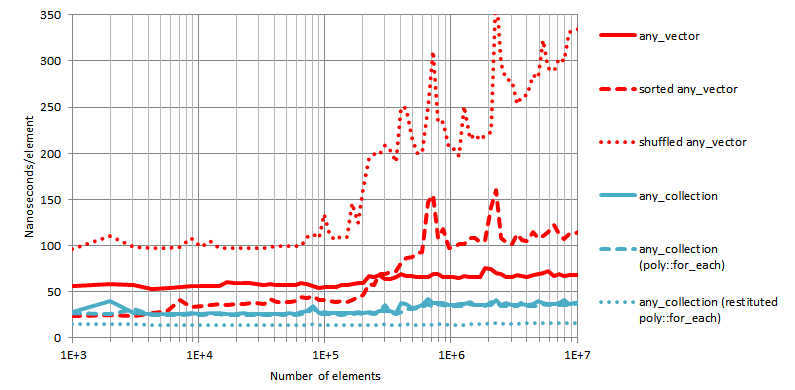 350
300
250
200
150
100
50
0
Nanoseconds/element
1E+3
1E+4
1E+5
1E+6
1E+7
Number of elements
any_vector
sorted any_vector
shuffled any_vector
any_collection
any_collection
(poly::for_each)
any_collection (restituted
poly::for_each)